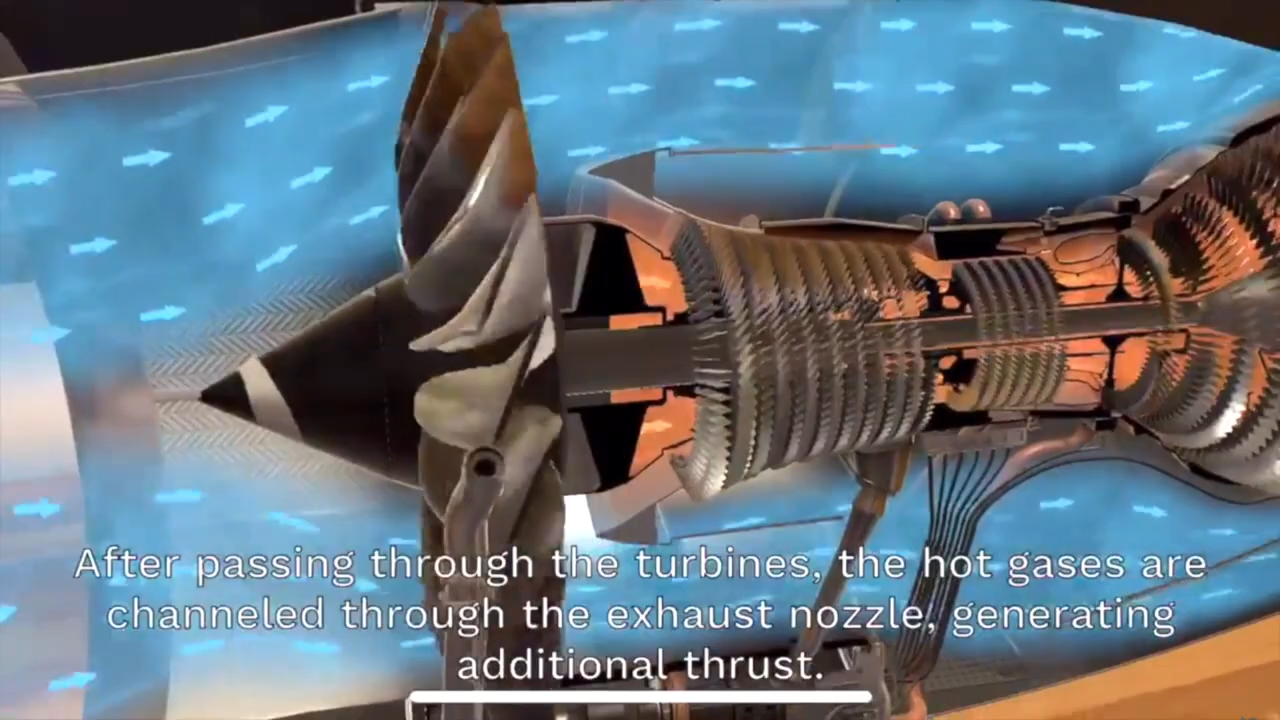 After passing through the turbines, the hot gases are
channeled through the exhaust nozzle, generating
additional thrust.